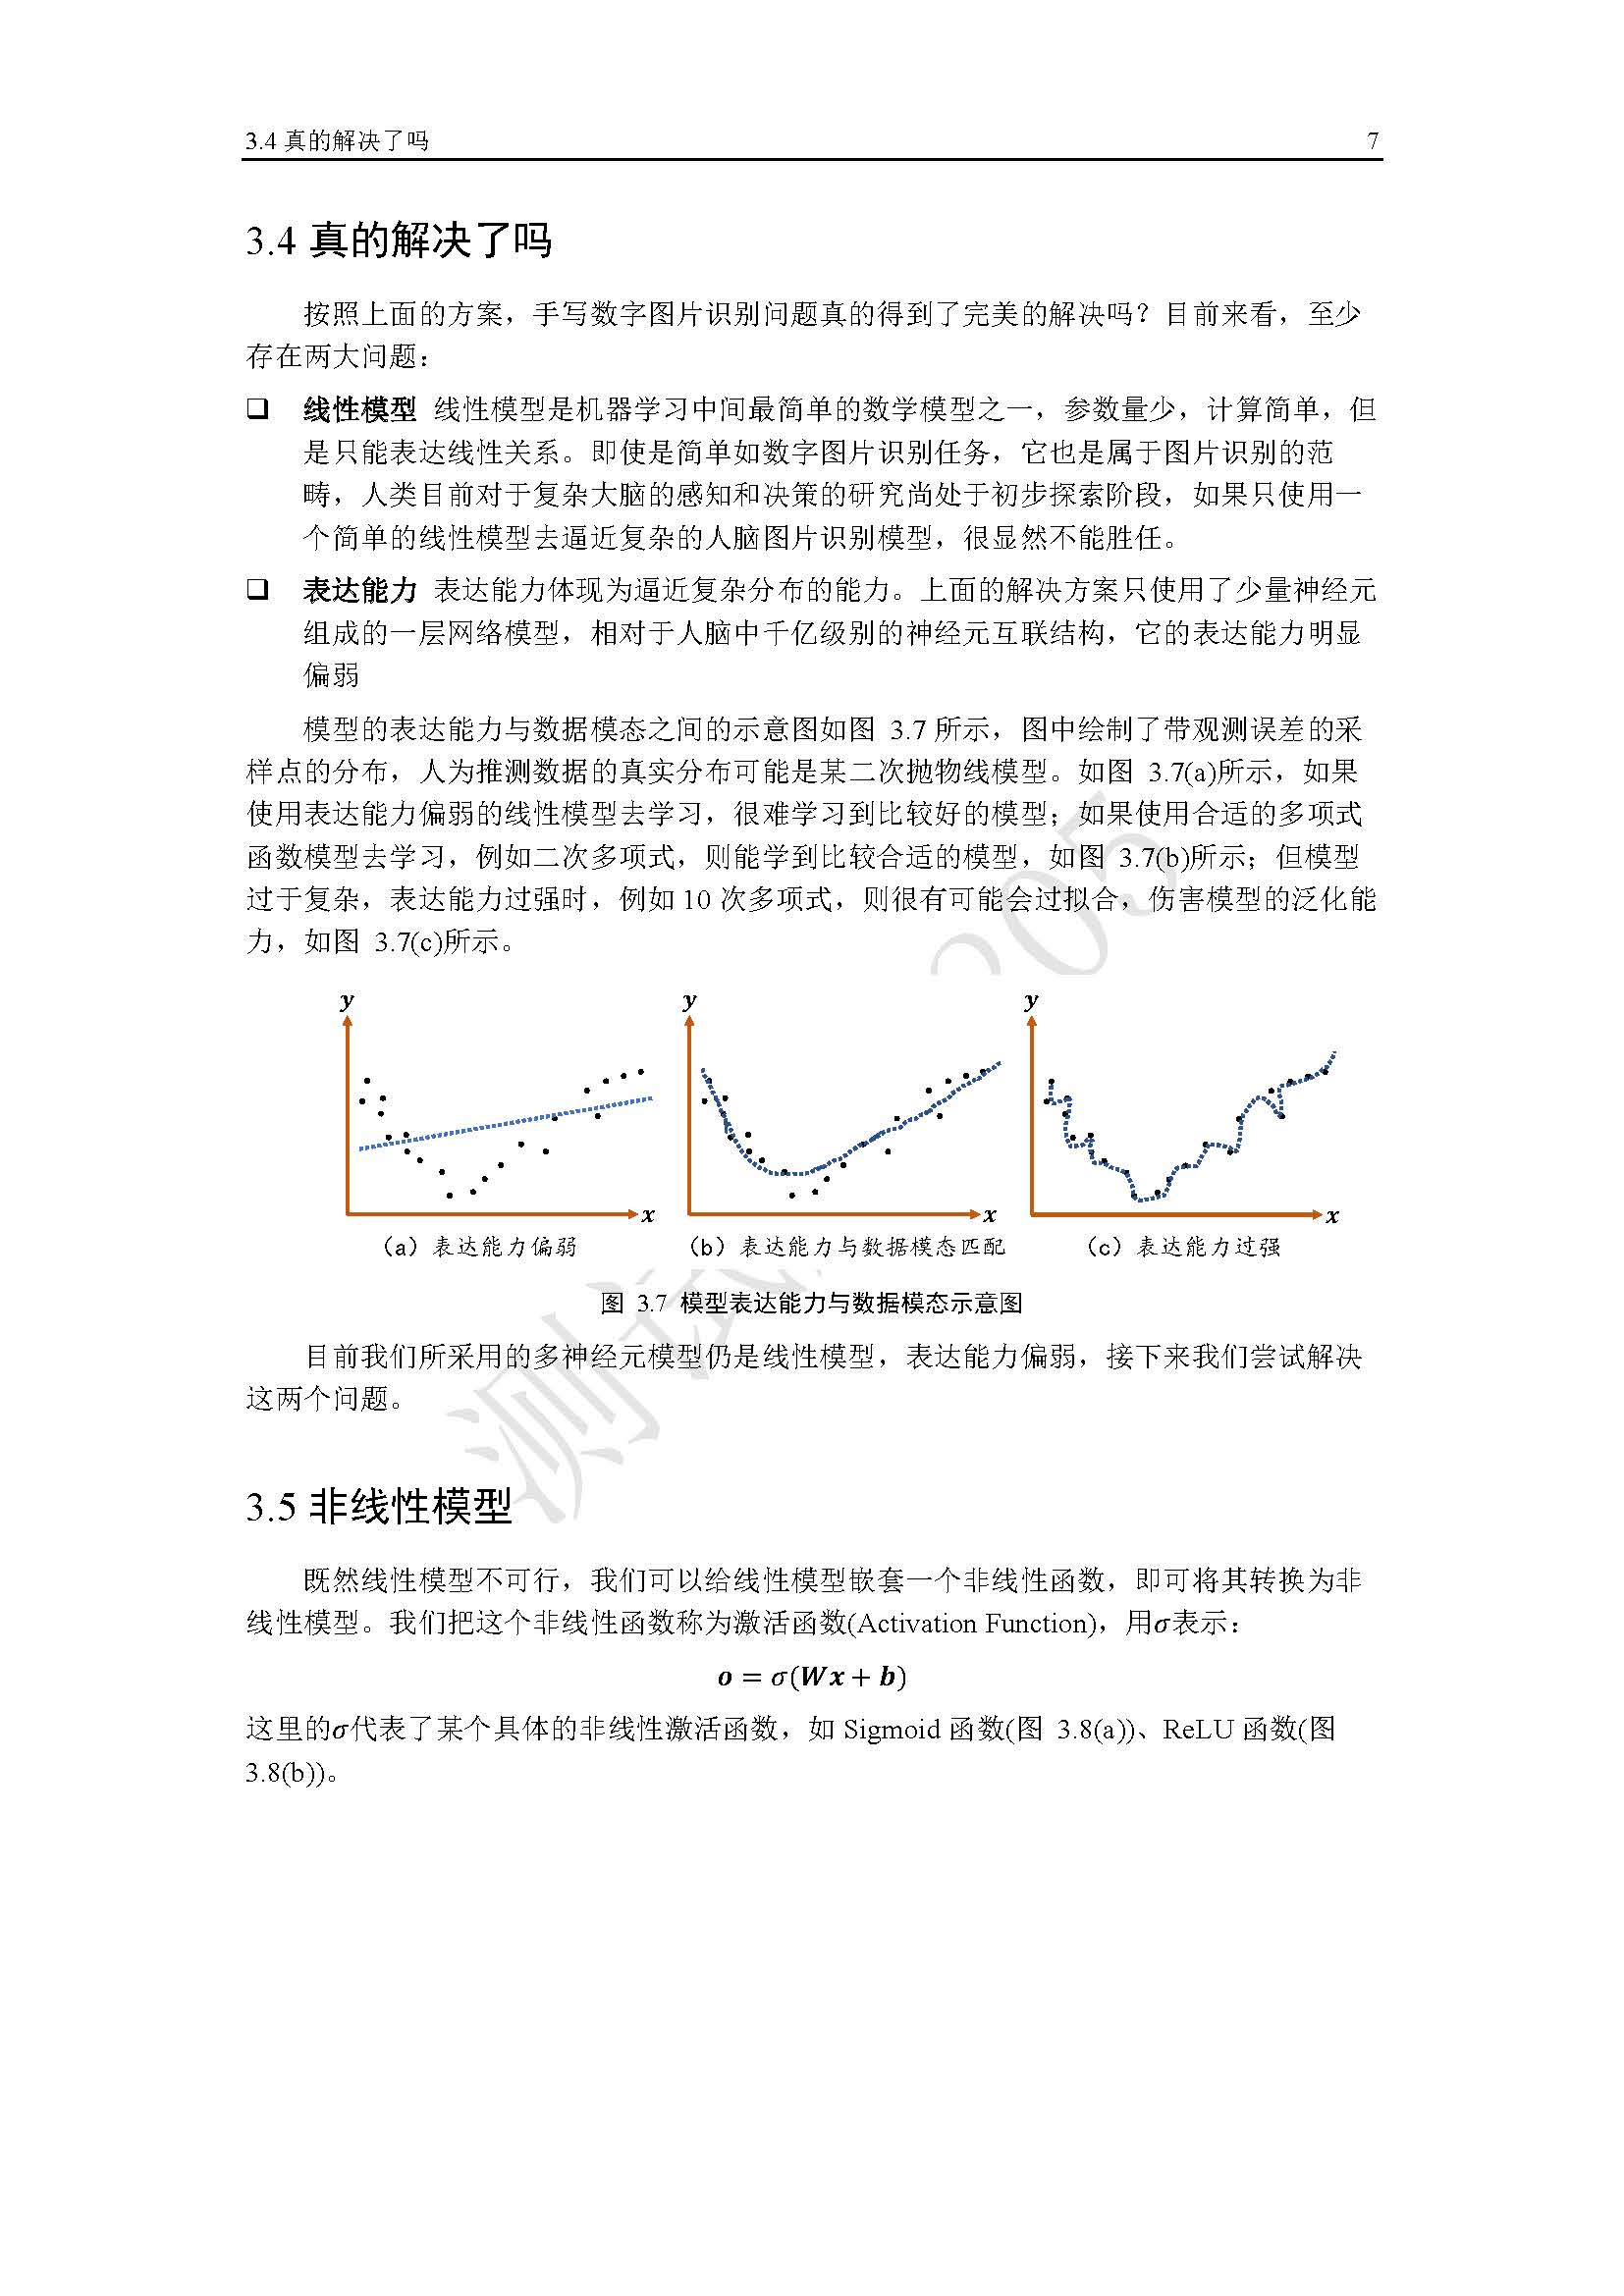 3.4 真的解决了吗 7
3.4 真的解决了吗
按照上面的方案，手写数字图片识别问题真的得到了完美的解决吗？目前来看，至少
存在两大问题：
❑ 线性模型 线性模型是机器学习中间最简单的数学模型之一，参数量少，计算简单，但
是只能表达线性关系。即使是简单如数字图片识别任务，它也是属于图片识别的范
畴，人类目前对于复杂大脑的感知和决策的研究尚处于初步探索阶段，如果只使用一
个简单的线性模型去逼近复杂的人脑图片识别模型，很显然不能胜任。
❑ 表达能力 表达能力体现为逼近复杂分布的能力。上面的解决方案只使用了少量神经元
组成的一层网络模型，相对于人脑中千亿级别的神经元互联结构，它的表达能力明显
偏弱
模型的表达能力与数据模态之间的示意图如图 3.7 所示，图中绘制了带观测误差的采
样点的分布，人为推测数据的真实分布可能是某二次抛物线模型。如图 3.7(a)所示，如果
使用表达能力偏弱的线性模型去学习，很难学习到比较好的模型；如果使用合适的多项式
函数模型去学习，例如二次多项式，则能学到比较合适的模型，如图 3.7(b)所示；但模型
过于复杂，表达能力过强时，例如 10 次多项式，则很有可能会过拟合，伤害模型的泛化能
力，如图 3.7(c)所示。
y y y
x x x
（a）表达能力偏弱 （b）表达能力与数据模态匹配 （c）表达能力过强
图 3.7 模型表达能力与数据模态示意图
目前我们所采用的多神经元模型仍是线性模型，表达能力偏弱，接下来我们尝试解决
这两个问题。
3.5 非线性模型
既然线性模型不可行，我们可以给线性模型嵌套一个非线性函数，即可将其转换为非
线性模型。我们把这个非线性函数称为激活函数(Activation Function)，用σ表示：
o = σ(Wx + b)
这里的σ代表了某个具体的非线性激活函数，如 Sigmoid 函数(图 3.8(a))、ReLU 函数(图
3.8(b))。